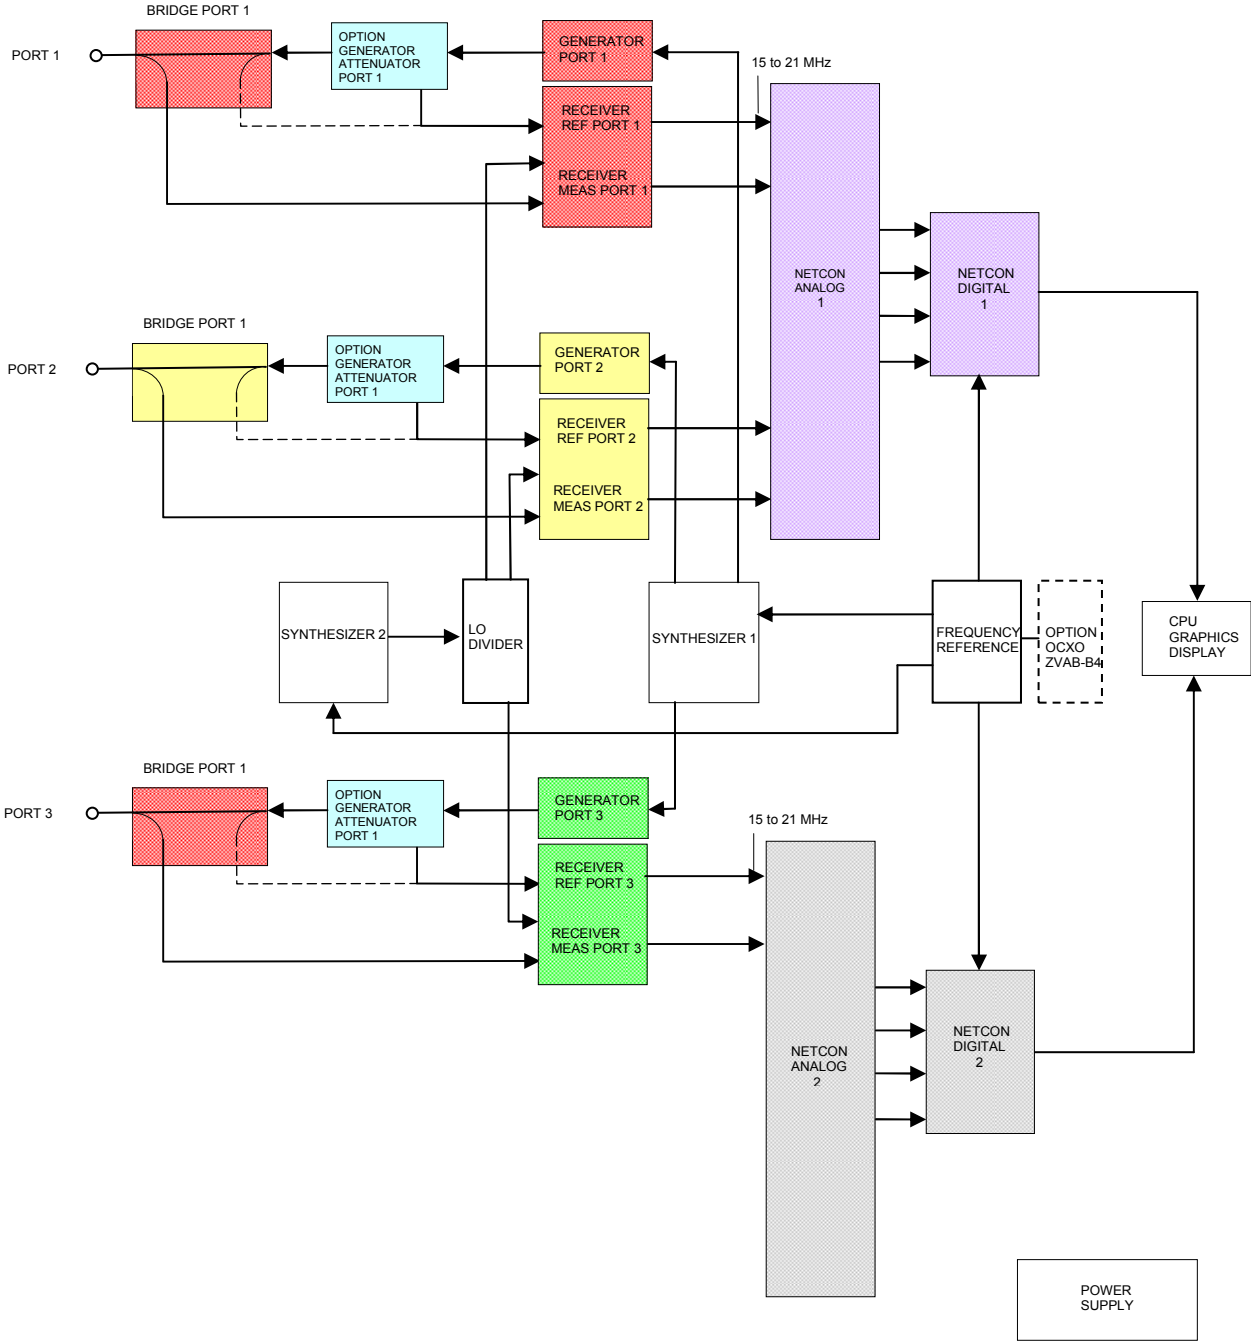 BRIDGE PORT 1
PORT 1
OPTION
GENERATOR
ATTENUATOR
PORT 1
GENERATOR
PORT 1
15 to 21 MHz
RECEIVER
REF PORT 1
RECEIVER
MEAS PORT 1
NETCON
ANALOG
1
NETCON
DIGITAL
1
BRIDGE PORT 1
PORT 2
OPTION
GENERATOR
ATTENUATOR
PORT 1
GENERATOR
PORT 2
RECEIVER
REF PORT 2
RECEIVER
MEAS PORT 2
SYNTHESIZER 2
LO
DIVIDER
SYNTHESIZER 1
FREQUENCY
REFERENCE
OPTION
OCXO
ZVAB-B4
CPU
GRAPHICS
DISPLAY
BRIDGE PORT 1
PORT 3
OPTION
GENERATOR
ATTENUATOR
PORT 1
GENERATOR
PORT 3
15 to 21 MHz
RECEIVER
REF PORT 3
RECEIVER
MEAS PORT 3
NETCON
ANALOG
2
NETCON
DIGITAL
2
POWER
SUPPLY